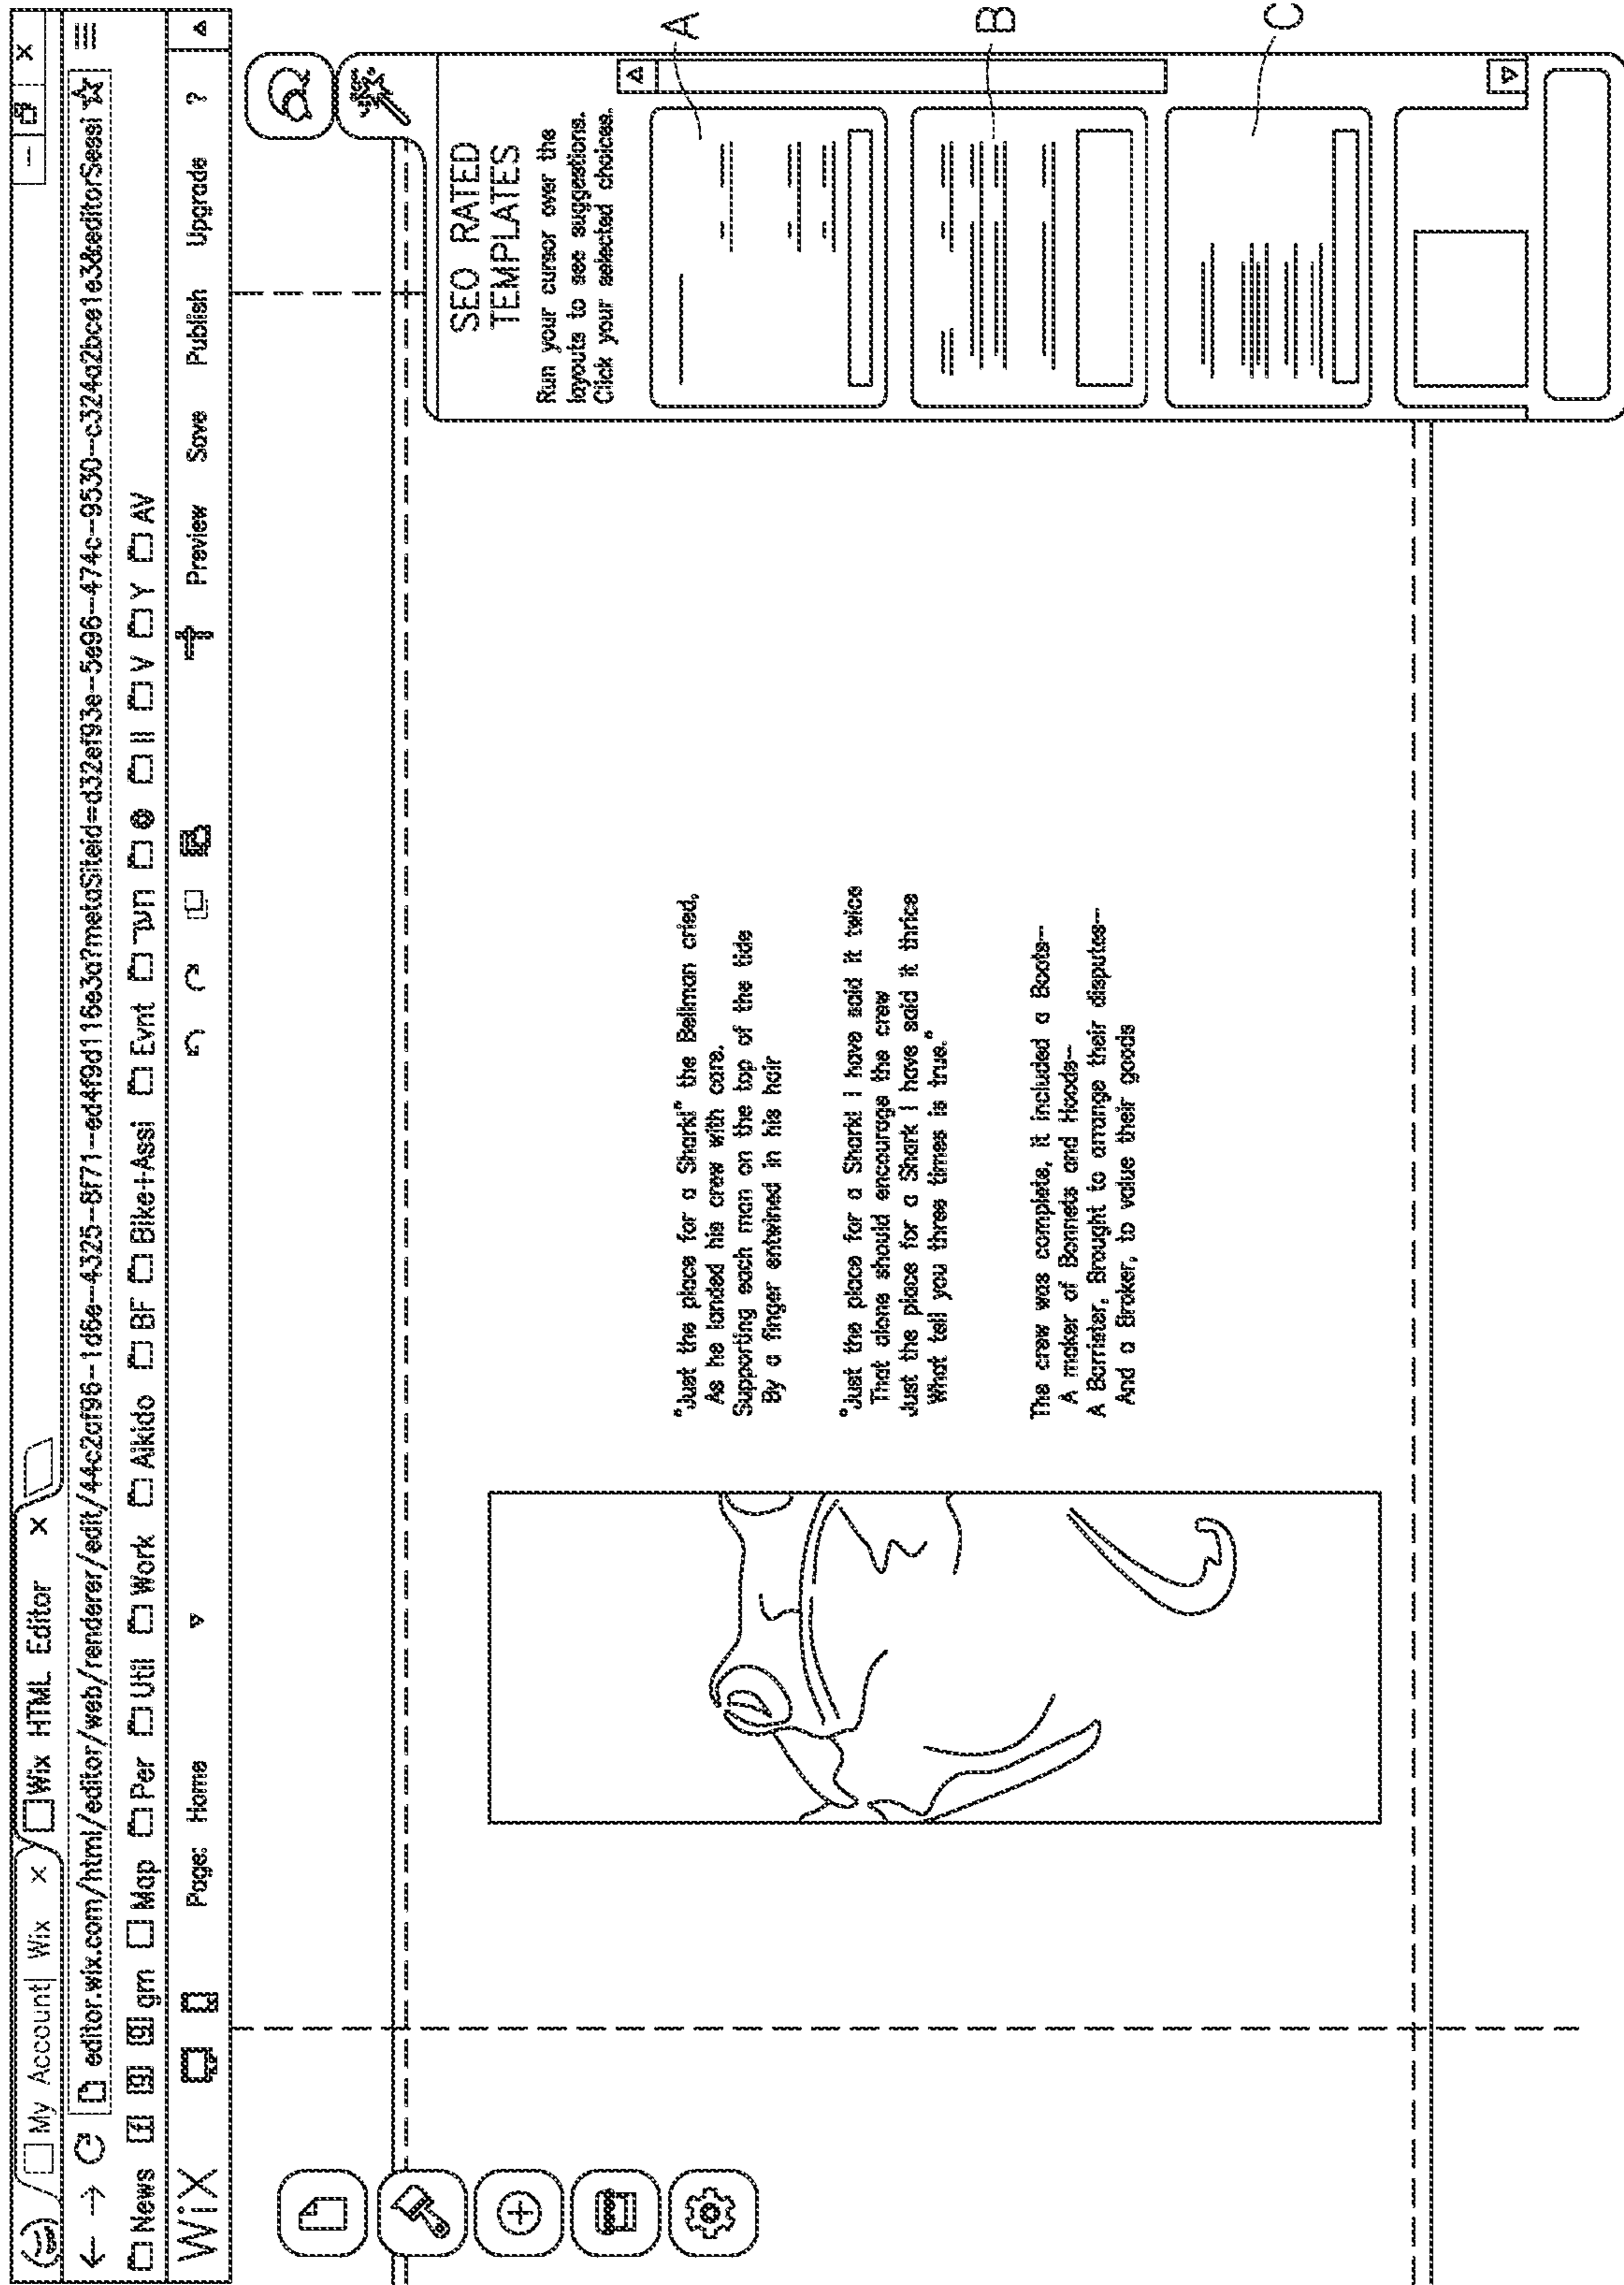 My Account| Wix ×
Wix HTML Editor ×
editor.wix.com/html/editor/web/renderer/edit/44c2af96--1d6e--4325--8f71--ed4f9d116e3a?metaSiteid=d32ef93e--5e96--474c--9530--c324a2bce1e3&editorSessi
News f g g gm Map Per Util Work Aikido BF Bike+Assi Evnt II V Y AV
WiX Page: Home Preview Save Publish Upgrade ?
SEO RATED
TEMPLATES
Run your cursor over the
layouts to see suggestions.
Click your selected choices.
A
B
C
"Just the place for a Shark!" the Bellman cried,
As he landed his crew with care.
Supporting each man on the top of the tide
By a finger entwined in his hair
"Just the place for a Shark! I have said it twice
That alone should encourage the crew
Just the place for a Shark I have said it thrice
What tell you three times is true."
The crew was complete, it included a Boots--
A maker of Bonnets and Hoods--
A Barrister, Brought to arrange their disputes--
And a Broker, to value their goods